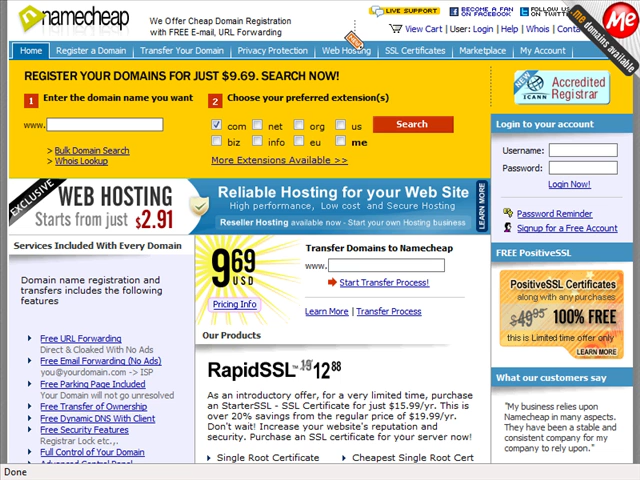 namecheap
We Offer Cheap Domain Registration
with FREE E-mail, URL Forwarding
LIVE SUPPORT
BECOME A FAN
ON FACEBOOK
FOLLOW US
ON TWITTER
View Cart | User: Login | Help | Whois |
.me domains available
Me
Home
Register a Domain
Transfer Your Domain
Privacy Protection
Web Hosting
SSL Certificates
Marketplace
My Account
REGISTER YOUR DOMAINS FOR JUST $9.69. SEARCH NOW!
1 Enter the domain name you want
2 Choose your preferred extension(s)
www.
com net org us
Search
biz info eu me
> Bulk Domain Search
> Whois Lookup
More Extensions Available >>
NEW
ICANN
Accredited
Registrar
Login to your account
Username:
Password:
Login Now!
Password Reminder
Signup for a Free Account
EXCLUSIVE
WEB HOSTING
Starts from just $2.91
Reliable Hosting for your Web Site
High performance, Low cost and Secure Hosting
Reseller Hosting available now - Start your own Hosting business
LEARN MORE
Services Included With Every Domain
Domain name registration and
transfers includes the following
features
Free URL Forwarding
Direct & Cloaked With No Ads
Free Email Forwarding (No Ads)
you@yourdomain.com -> ISP
Free Parking Page Included
Your Domain will not go unresolved
Free Transfer of Ownership
Free Dynamic DNS With Client
Free Security Features
Registrar Lock etc.,.
Full Control of Your Domain
Advanced Control Panel
9.69
USD
Pricing Info
Transfer Domains to Namecheap
www.
Start Transfer Process!
Learn More | Transfer Process
Our Products
RapidSSL™ 12.88
As an introductory offer, for a very limited time, purchase
an StarterSSL - SSL Certificate for just $15.99/yr. This is
over 20% savings from the regular price of $19.99/yr.
Don't wait! Increase your website's reputation and
security. Purchase an SSL certificate for your server now!
Single Root Certificate
Cheapest Single Root Cert
FREE PositiveSSL
PositiveSSL Certificates
along with any purchases
$49.95 100% FREE
this is Limited time offer only
LEARN MORE
What our customers say
"My business relies upon
Namecheap in many aspects.
They have been a stable and
consistent company for my
company to rely upon."
Done